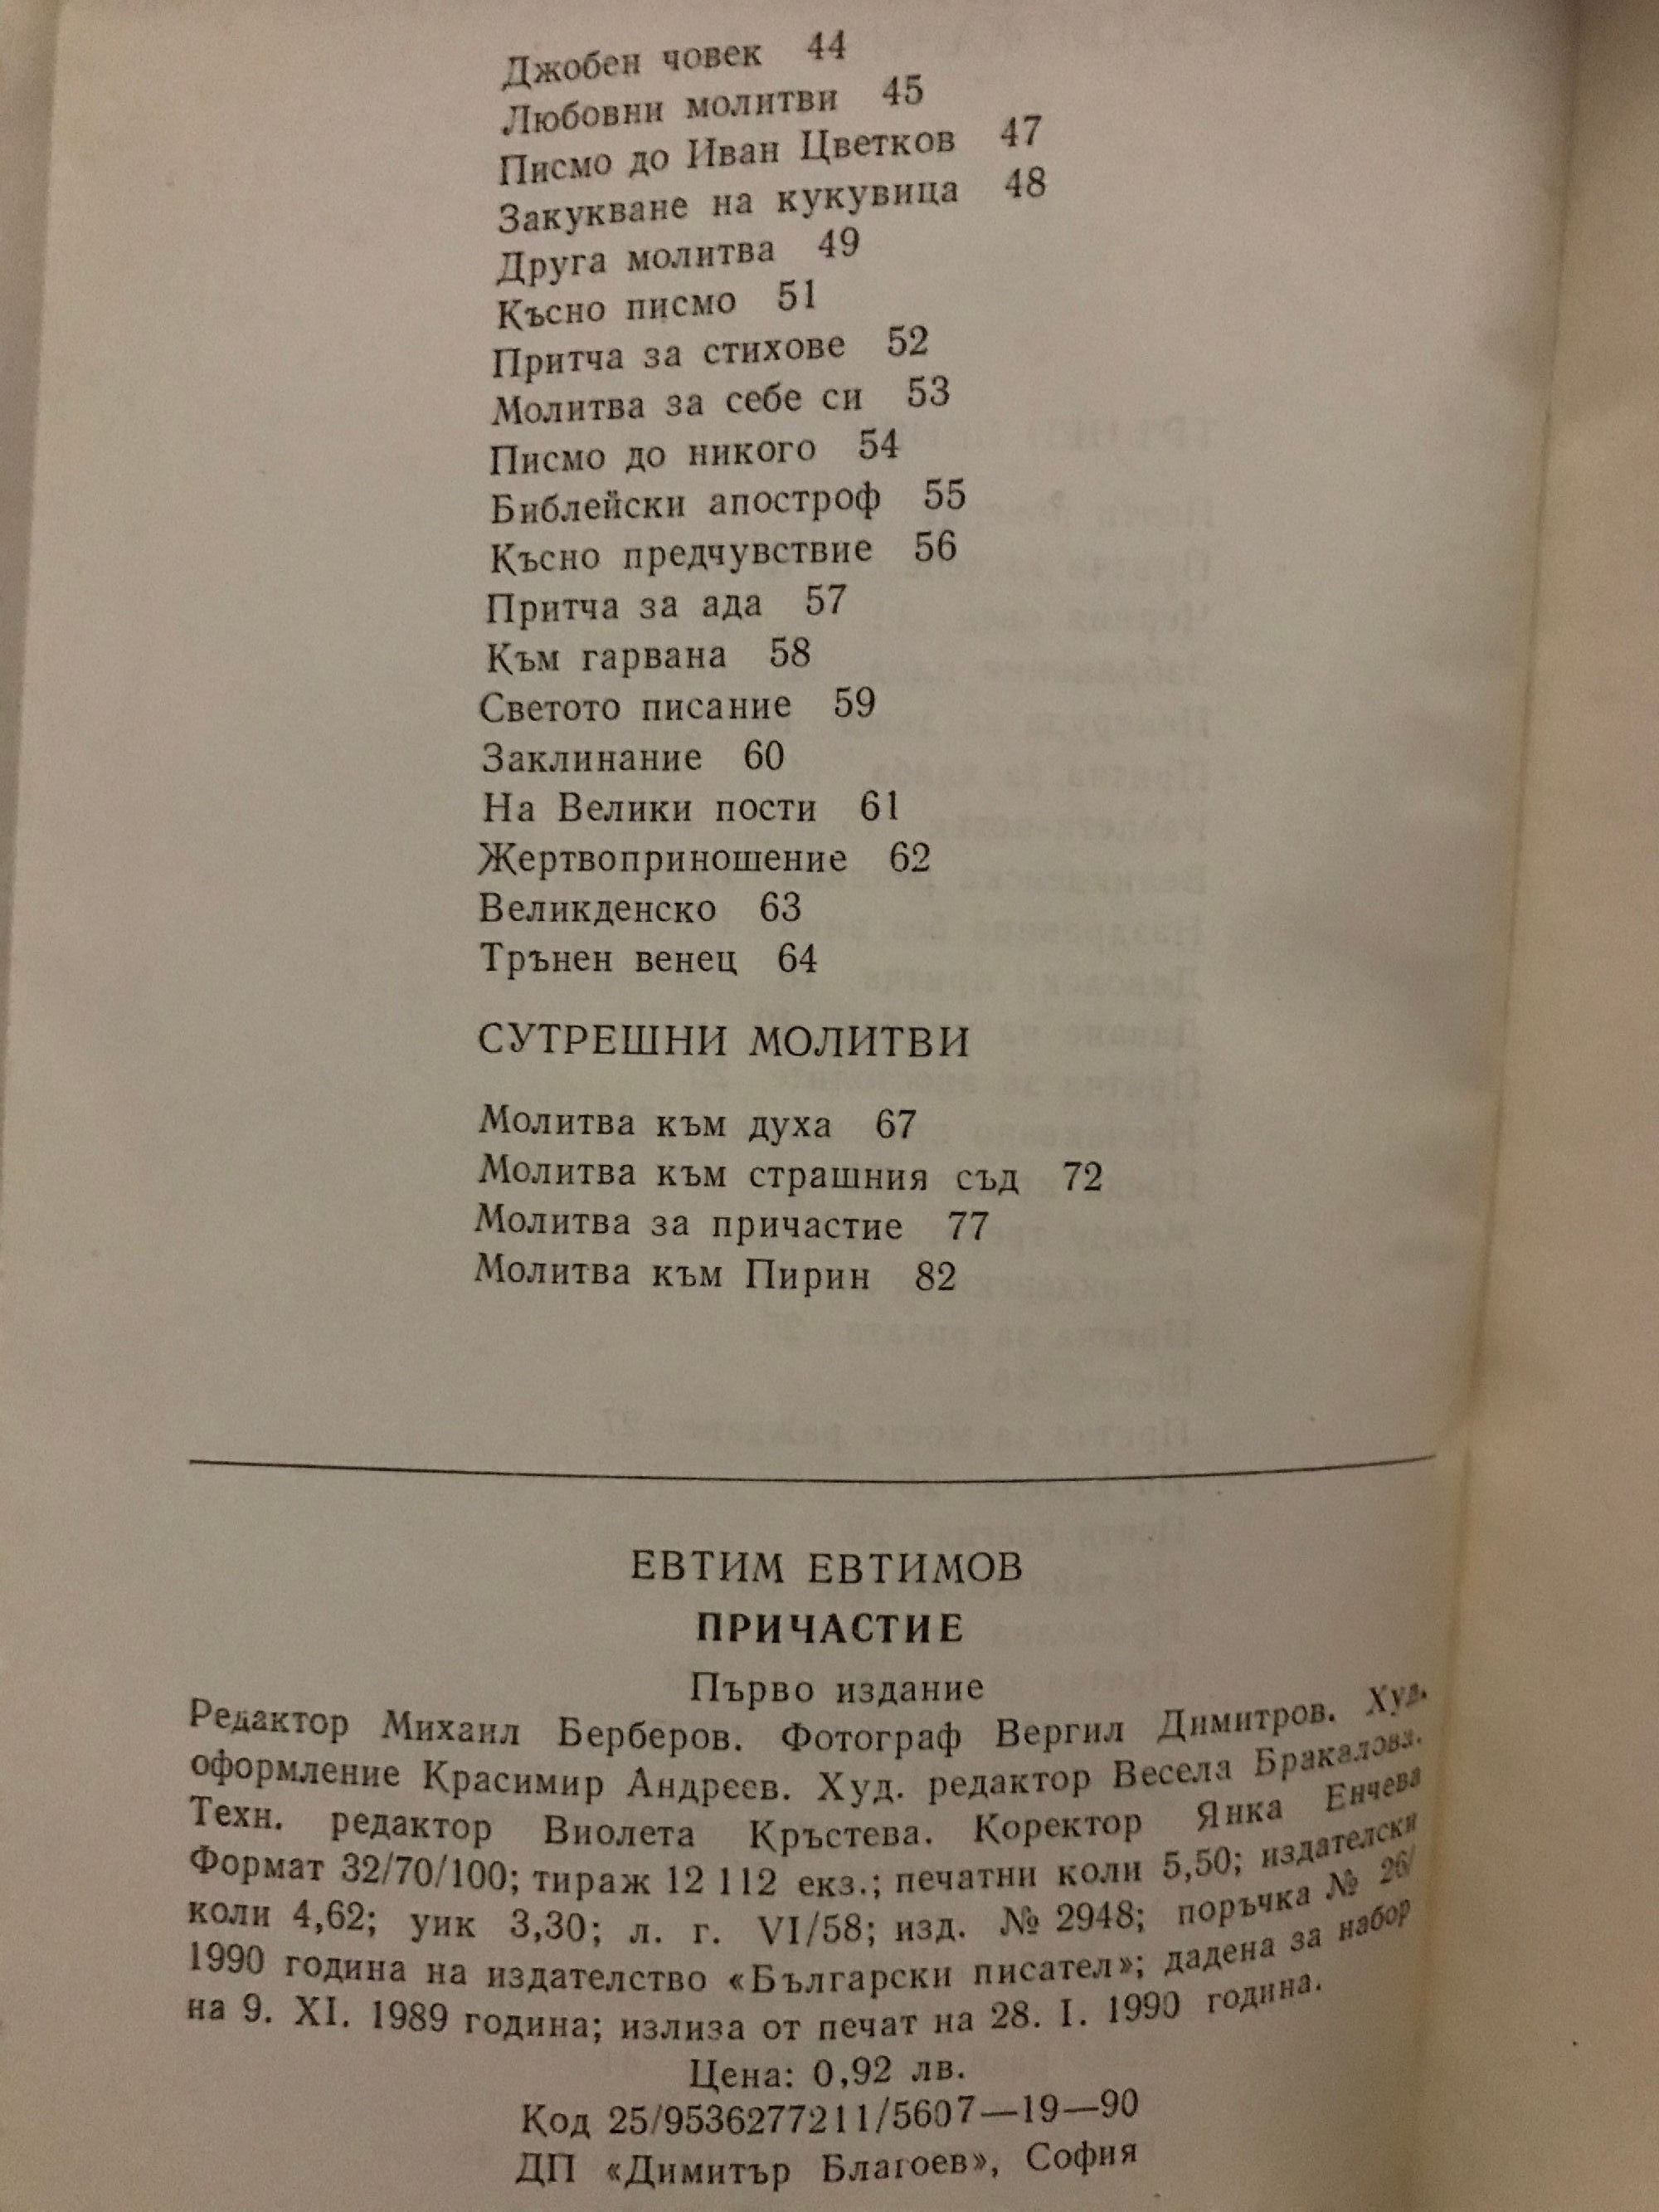 Джобен човек 44
Любовни молитви 45
Писмо до Иван Цветков 47
Закукване на кукувица 48
Друга молитва 49
Късно писмо 51
Притча за стихове 52
Молитва за себе си 53
Писмо до никого 54
Библейски апостроф 55
Късно предчувствие 56
Притча за ада 57
Към гарвана 58
Светото писание 59
Заклинание 60
На Велики пости 61
Жертвоприношение 62
Великденско 63
Трънен венец 64
СУТРЕШНИ МОЛИТВИ
Молитва към духа 67
Молитва към страшния съд 72
Молитва за причастие 77
Молитва към Пирин 82
ЕВТИМ ЕВТИМОВ
ПРИЧАСТИЕ
Първо издание
Редактор Михаил Берберов. Фотограф Вергил Димитров. Худ.
оформление Красимир Андреев. Худ. редактор Весела Бракалова.
Техн. редактор Виолета Кръстева. Коректор Янка Енчева
Формат 32/70/100; тираж 12 112 екз.; печатни коли 5,50; издателски
коли 4,62; уик 3,30; л. г. VI/58; изд. № 2948; поръчка № 26/
1990 година на издателство «Български писател»; дадена за набор
на 9. XI. 1989 година; излиза от печат на 28. I. 1990 година.
Цена: 0,92 лв.
Код 25/9536277211/5607—19—90
ДП «Димитър Благоев», София